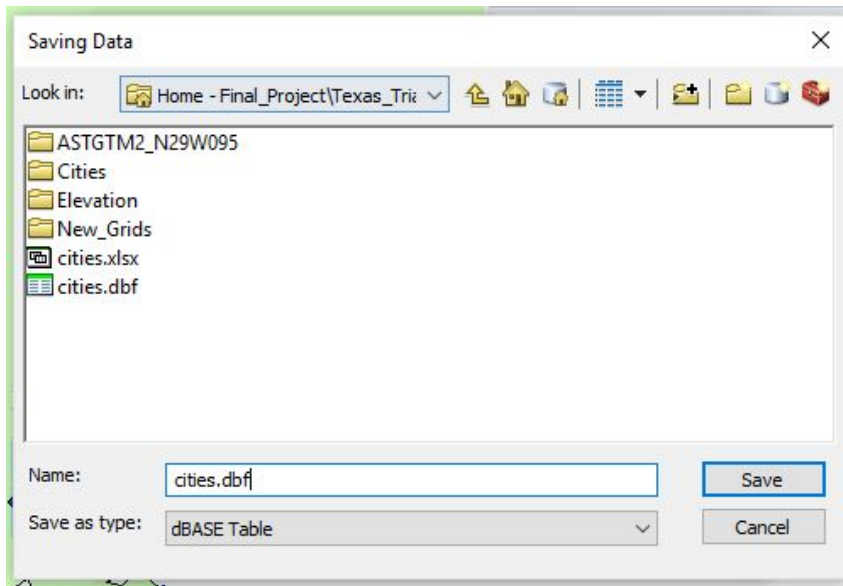 Saving Data
Look in: Home - Final_Project\Texas_Tria
ASTGTM2_N29W095
Cities
Elevation
New_Grids
cities.xlsx
cities.dbf
Name: cities.dbf Save
Save as type: dBASE Table Cancel